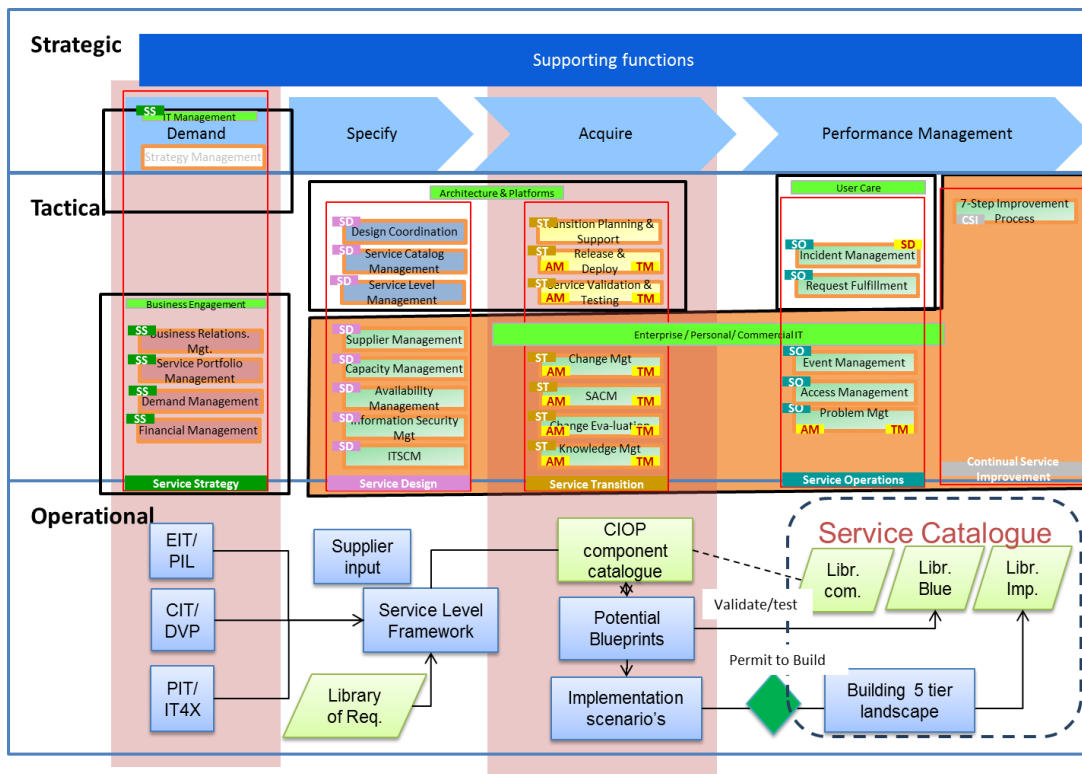 Strategic
Supporting functions
SS
IT Management
Demand
Strategy Management
Specify
Acquire
Performance Management
Tactical
Architecture & Platforms
User Care
SD
Design Coordination
SD
Service Catalog
Management
SD
Service Level
Management
ST
Transition Planning &
Support
ST
Release &
Deploy
AM
TM
ST
Service Validation &
Testing
AM
TM
SO
SD
Incident Management
SO
Request Fulfillment
7-Step Improvement
Process
CSI
Business Engagement
SS
Business Relations.
Mgt.
SS
Service Portfolio
Management
SS
Demand Management
SS
Financial Management
Service Strategy
Enterprise / Personal/ Commercial IT
SD
Supplier Management
SD
Capacity Management
SD
Availability
Management
SD
Information Security
Mgt
SD
ITSCM
Service Design
ST
Change Mgt
AM
TM
ST
SACM
AM
TM
ST
Change Eva-luation
AM
TM
ST
Knowledge Mgt
AM
TM
Service Transition
SO
Event Management
SO
Access Management
SO
Problem Mgt
AM
TM
Service Operations
Continual Service
Improvement
Operational
EIT/
PIL
CIT/
DVP
PIT/
IT4X
Supplier
input
Service Level
Framework
Library
of Req.
CIOP
component
catalogue
Potential
Blueprints
Implementation
scenario's
Validate/test
Permit to Build
Service Catalogue
Libr.
com.
Libr.
Blue
Libr.
Imp.
Building 5 tier
landscape